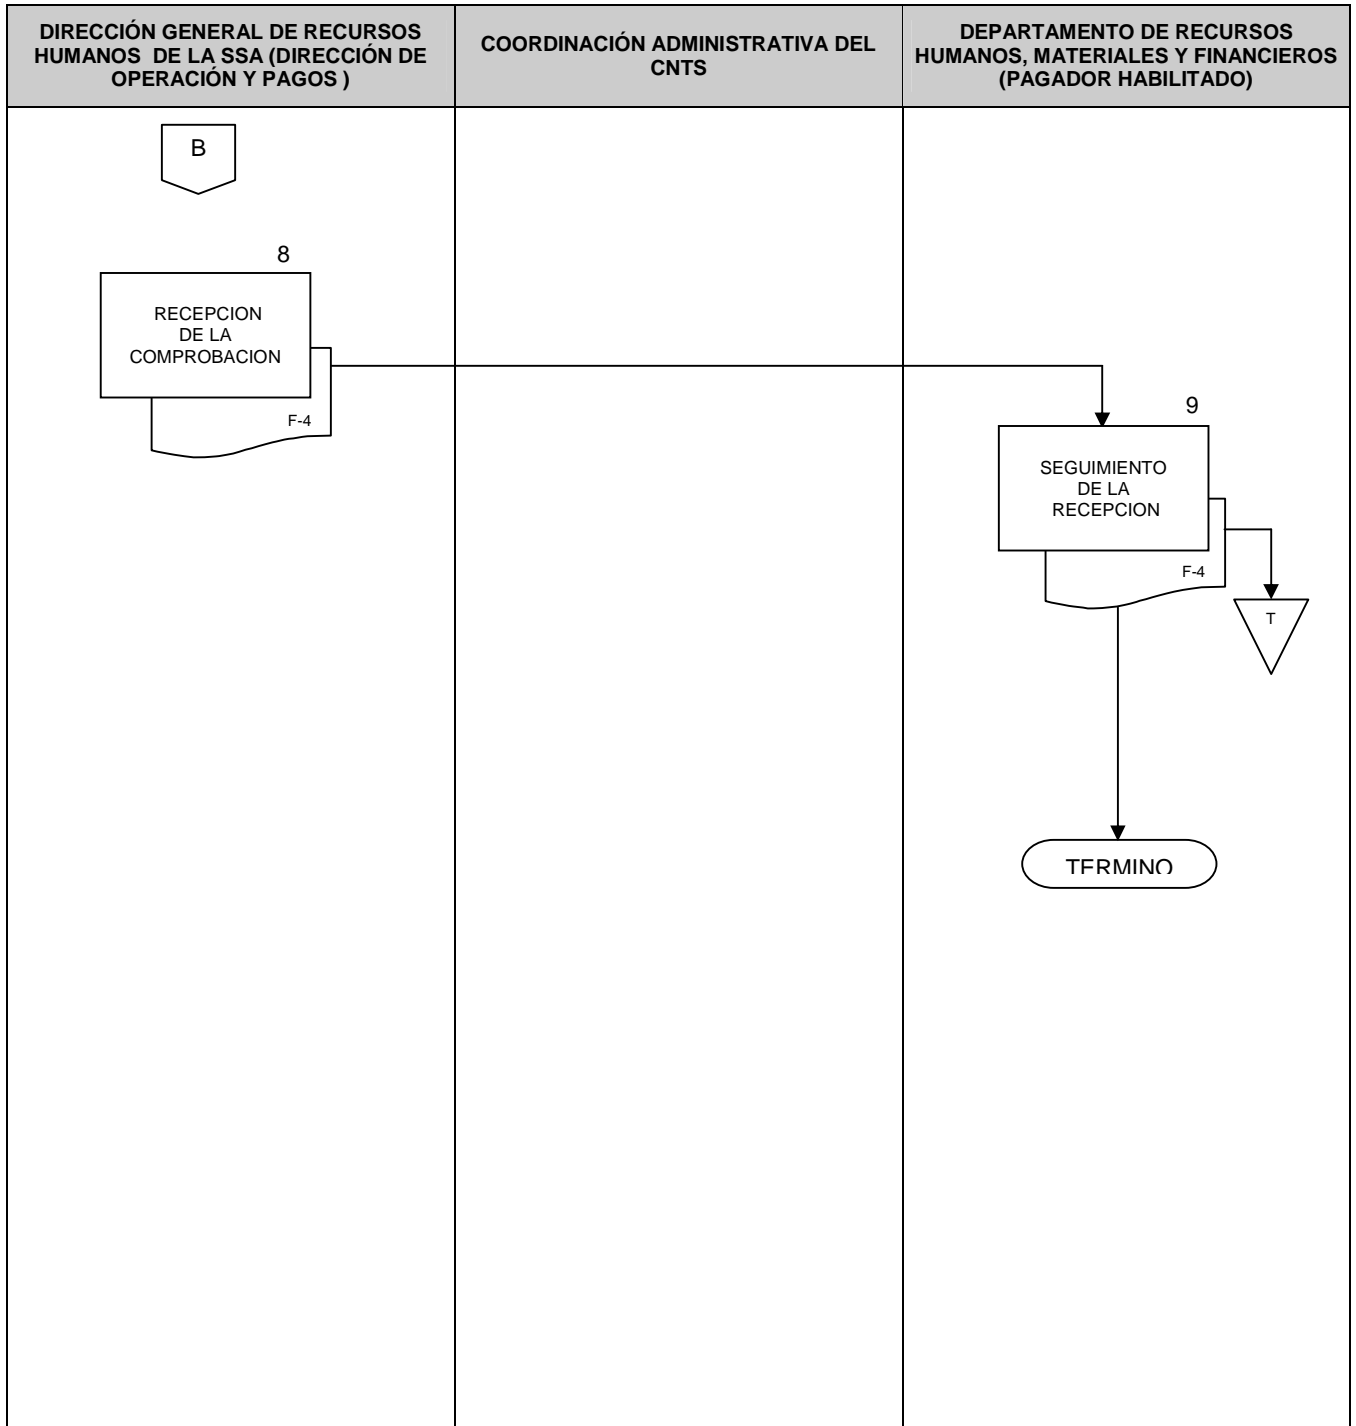 DIRECCIÓN GENERAL DE RECURSOS
HUMANOS DE LA SSA (DIRECCIÓN DE
OPERACIÓN Y PAGOS )
COORDINACIÓN ADMINISTRATIVA DEL
CNTS
DEPARTAMENTO DE RECURSOS
HUMANOS, MATERIALES Y FINANCIEROS
(PAGADOR HABILITADO)
B
8
RECEPCION
DE LA
COMPROBACION
F-4
9
SEGUIMIENTO
DE LA
RECEPCION
F-4
T
TERMINO